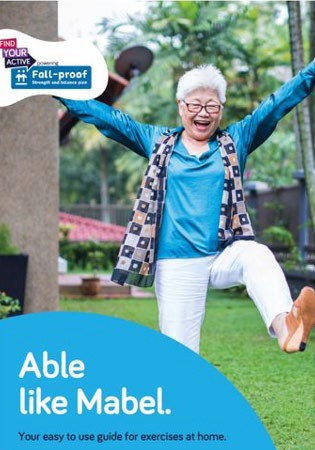 FIND
YOUR
ACTIVE
powering
Fall-proof
Strength and balance plan
Able
like Mabel.
Your easy to use guide for exercises at home.